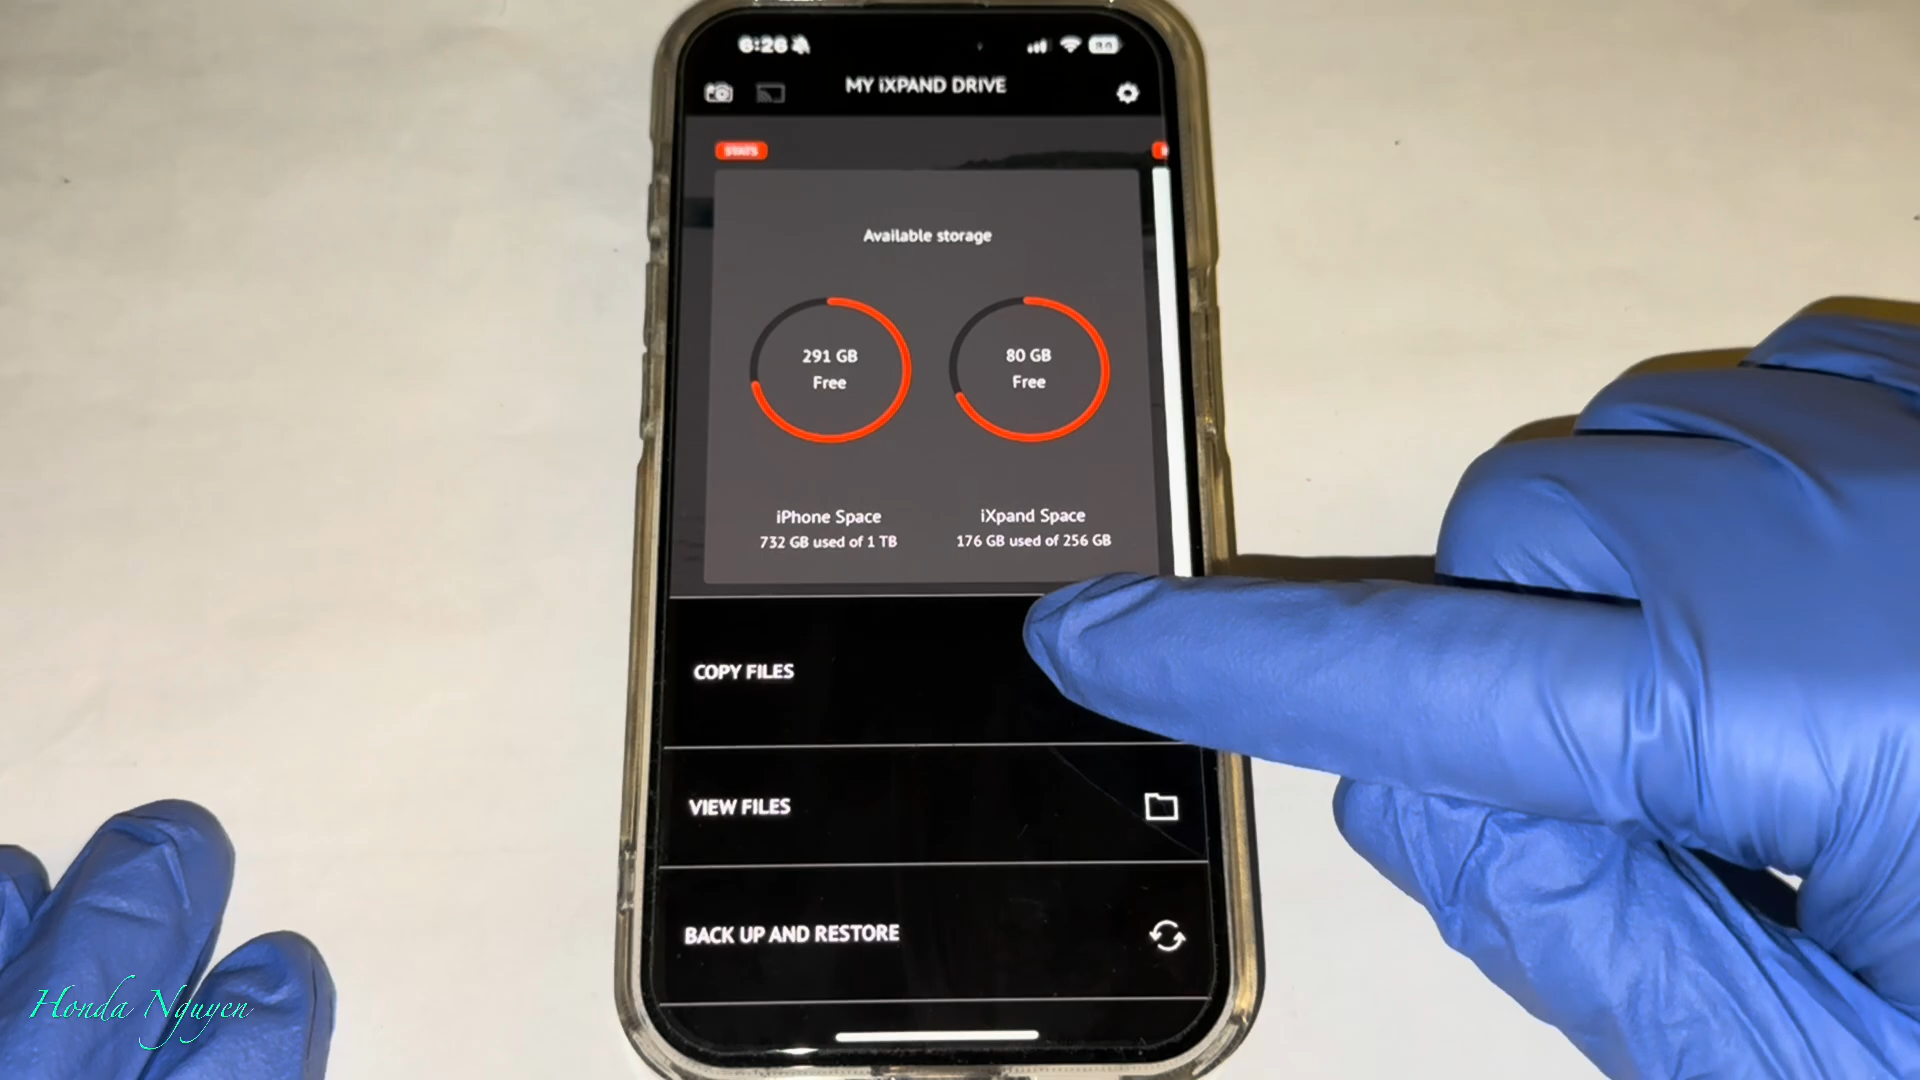 6:26
MY iXPAND DRIVE
STATS
Available storage
291 GB
Free
80 GB
Free
iPhone Space
732 GB used of 1 TB
iXpand Space
176 GB used of 256 GB
COPY FILES
VIEW FILES
BACK UP AND RESTORE
Honda Nguyen